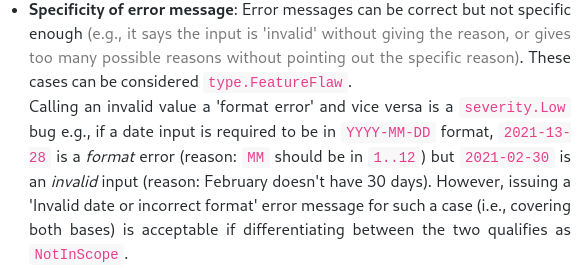 • Specificity of error message: Error messages can be correct but not specific
enough (e.g., it says the input is 'invalid' without giving the reason, or gives
too many possible reasons without pointing out the specific reason). These
cases can be considered type.FeatureFlaw .
Calling an invalid value a 'format error' and vice versa is a severity.Low
bug e.g., if a date input is required to be in YYYY-MM-DD format, 2021-13-
28 is a format error (reason: MM should be in 1..12 ) but 2021-02-30 is
an invalid input (reason: February doesn't have 30 days). However, issuing a
'Invalid date or incorrect format' error message for such a case (i.e., covering
both bases) is acceptable if differentiating between the two qualifies as
NotInScope .